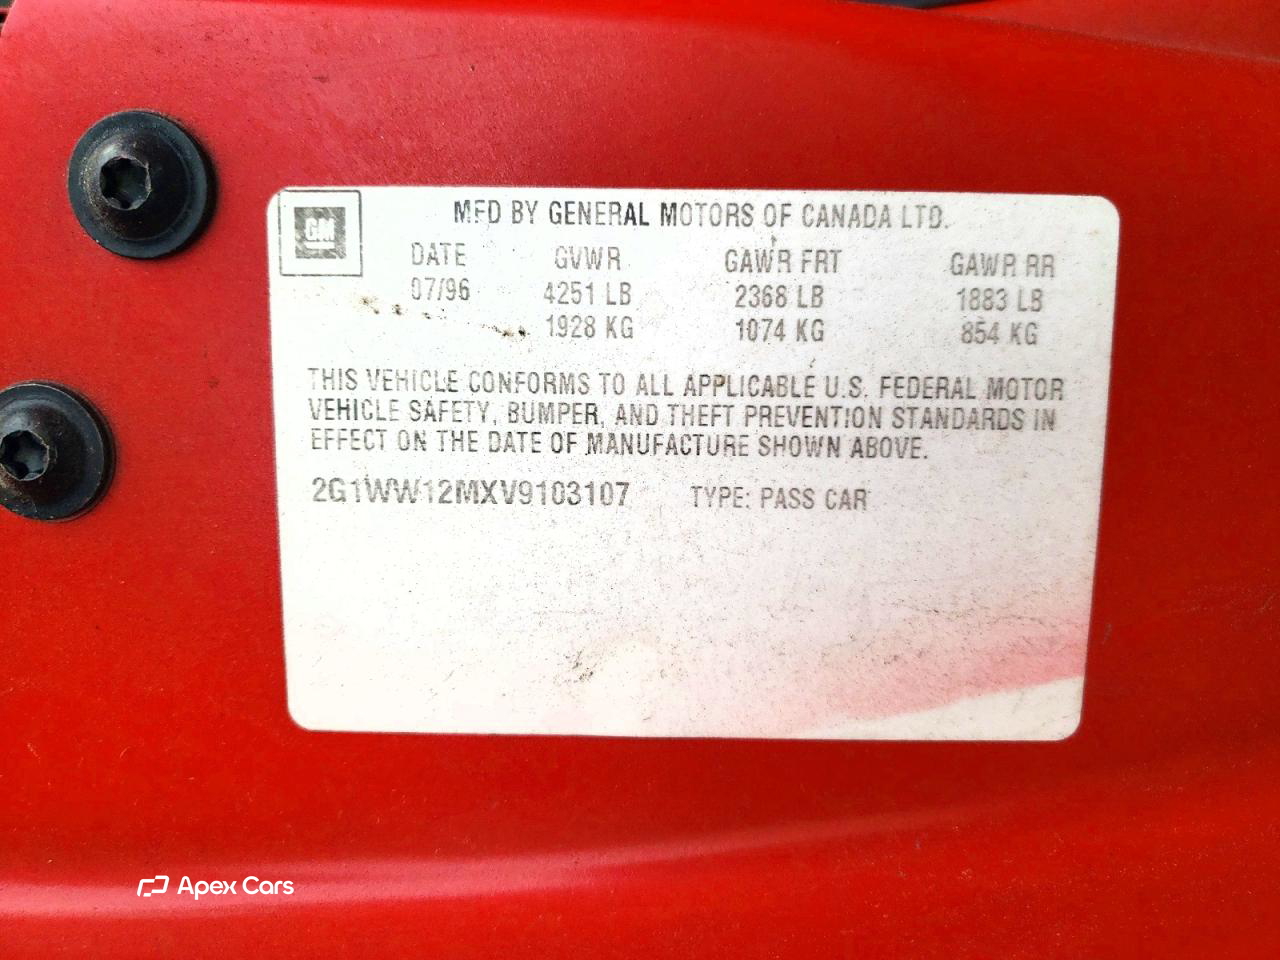 GM
MFD BY GENERAL MOTORS OF CANADA LTD.
DATE GVWR GAWR FRT GAWR RR
07/96 4251 LB 2368 LB 1883 LB
1928 KG 1074 KG 854 KG
THIS VEHICLE CONFORMS TO ALL APPLICABLE U.S. FEDERAL MOTOR
VEHICLE SAFETY, BUMPER, AND THEFT PREVENTION STANDARDS IN
EFFECT ON THE DATE OF MANUFACTURE SHOWN ABOVE.
2G1WW12MXV9103107 TYPE: PASS CAR
Apex Cars